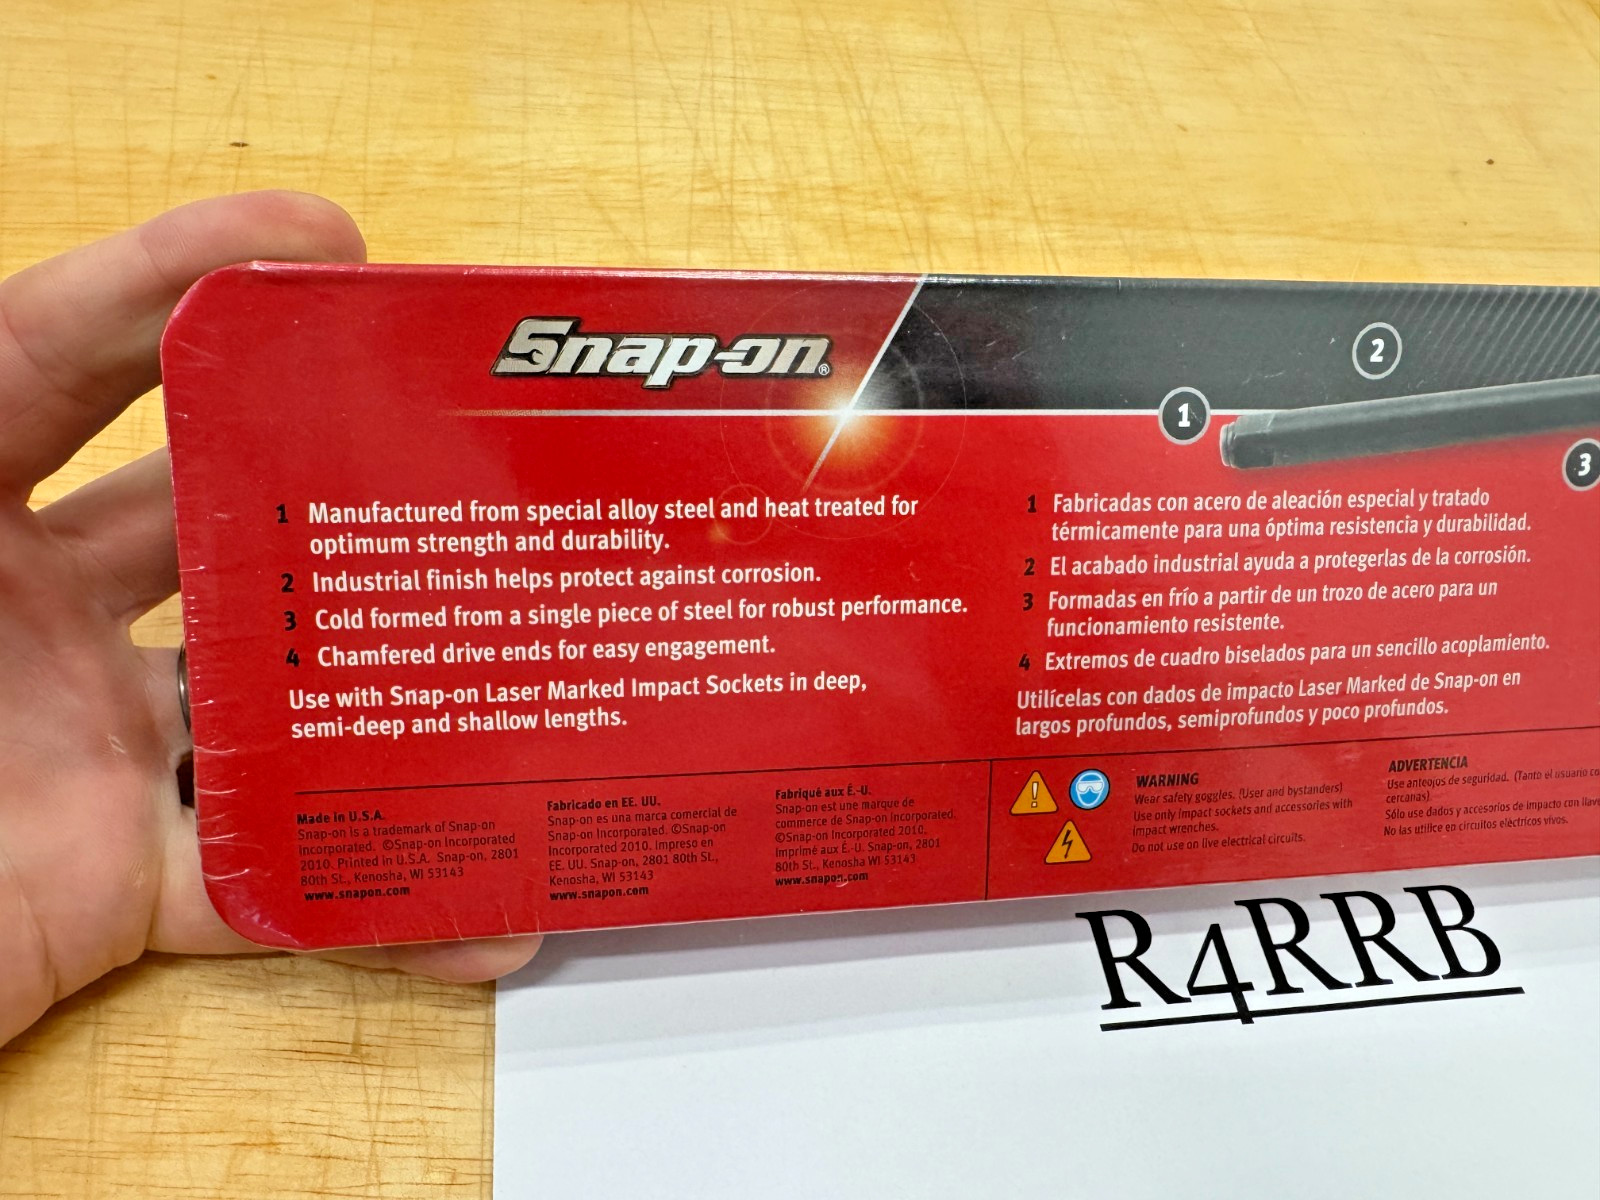 Snap-on®
2
1
3
1 Manufactured from special alloy steel and heat treated for
optimum strength and durability.
2 Industrial finish helps protect against corrosion.
3 Cold formed from a single piece of steel for robust performance.
4 Chamfered drive ends for easy engagement.
Use with Snap-on Laser Marked Impact Sockets in deep,
semi-deep and shallow lengths.
1 Fabricadas con acero de aleación especial y tratado
térmicamente para una óptima resistencia y durabilidad.
2 El acabado industrial ayuda a protegerlas de la corrosión.
3 Formadas en frío a partir de un trozo de acero para un
funcionamiento resistente.
4 Extremos de cuadro biselados para un sencillo acoplamiento.
Utilícelas con dados de impacto Laser Marked de Snap-on en
largos profundos, semiprofundos y poco profundos.
Made in U.S.A.
Snap-on is a trademark of Snap-on
Incorporated. ©Snap-on Incorporated
2010. Printed in U.S.A. Snap-on, 2801
80th St., Kenosha, WI 53143
www.snapon.com
Fabricado en EE. UU.
Snap-on es una marca comercial de
Snap-on Incorporated. ©Snap-on
Incorporated 2010. Impreso en
EE. UU. Snap-on, 2801 80th St.,
Kenosha, WI 53143
www.snapon.com
Fabriqué aux É.-U.
Snap-on est une marque de
commerce de Snap-on Incorporated.
©Snap-on Incorporated 2010.
Imprimé aux É.-U. Snap-on, 2801
80th St., Kenosha WI 53143
www.snapon.com
WARNING
Wear safety goggles. (User and bystanders)
Use only impact sockets and accessories with
impact wrenches.
Do not use on live electrical circuits.
ADVERTENCIA
Use anteojos de seguridad. (Tanto el usuario
cercanas).
Sólo use dados y accesorios de impacto con
No las utilice en circuitos eléctricos vivos.
R4RRB